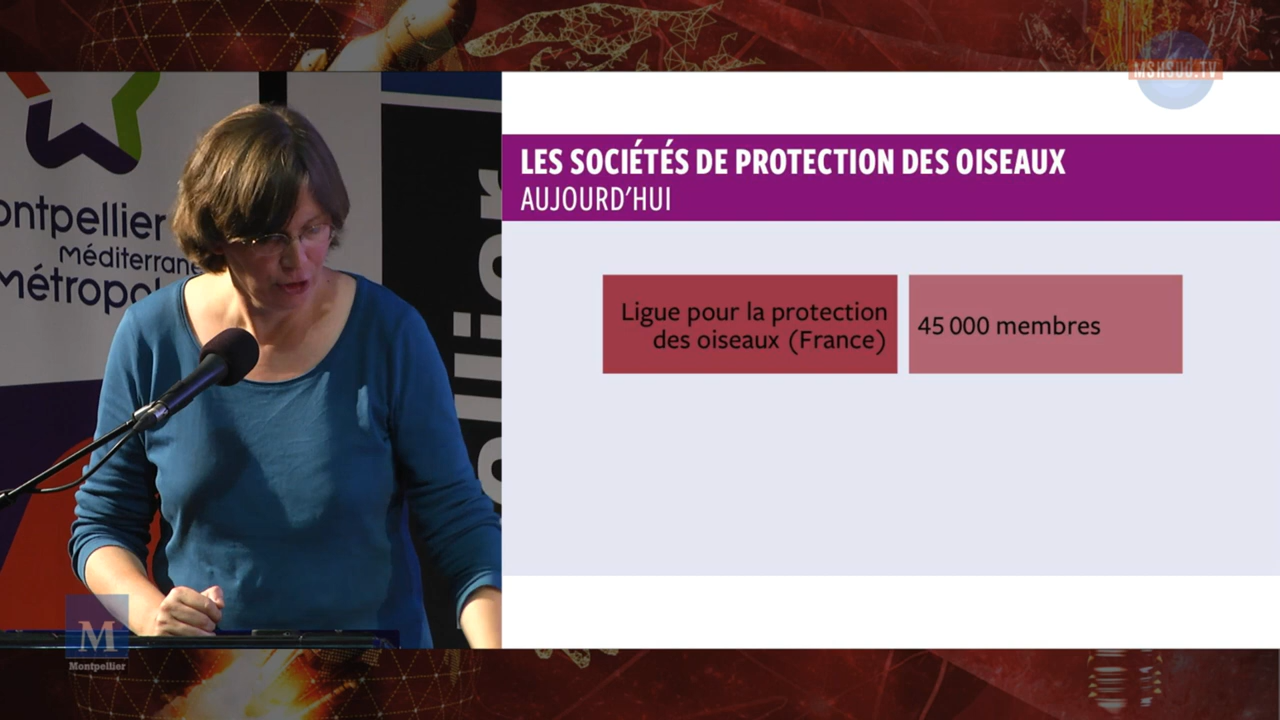 MSHSUD.TV
ontpellier
méditerrane
métropol
LES SOCIÉTÉS DE PROTECTION DES OISEAUX
AUJOURD'HUI
Ligue pour la protection
des oiseaux (France)
45 000 membres
M
Montpellier